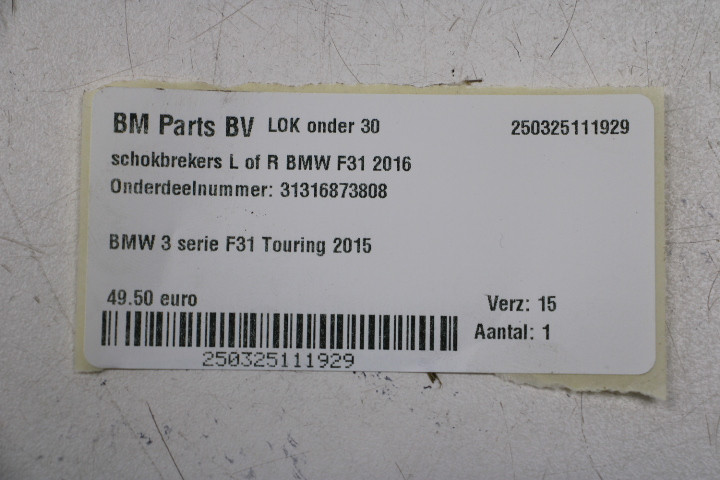 BM Parts BV LOK onder 30 250325111929
schokbrekers L of R BMW F31 2016
Onderdeelnummer: 31316873808
BMW 3 serie F31 Touring 2015
49.50 euro Verz: 15
Aantal: 1
250325111929